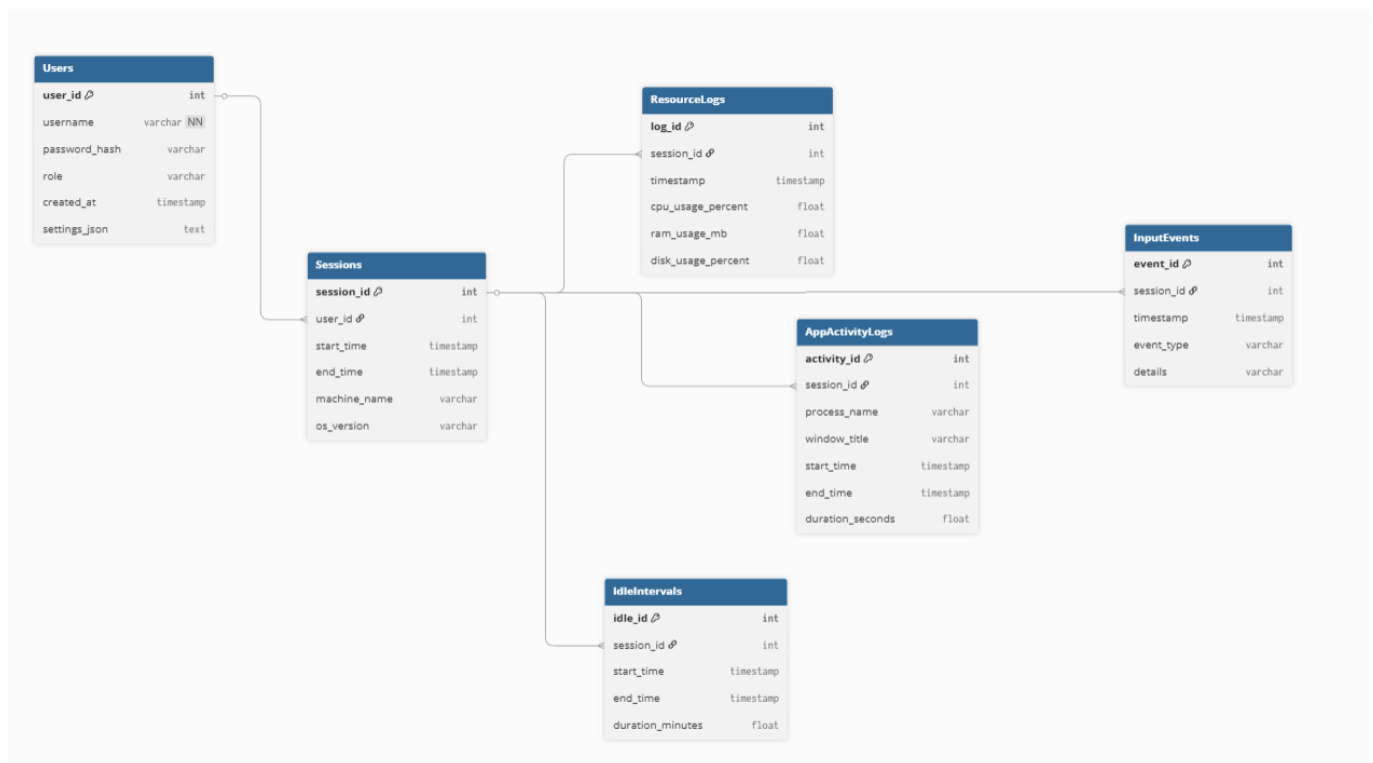 Users
user_id int
username varchar NN
password_hash varchar
role varchar
created_at timestamp
settings_json text
Sessions
session_id int
user_id int
start_time timestamp
end_time timestamp
machine_name varchar
os_version varchar
ResourceLogs
log_id int
session_id int
timestamp timestamp
cpu_usage_percent float
ram_usage_mb float
disk_usage_percent float
AppActivityLogs
activity_id int
session_id int
process_name varchar
window_title varchar
start_time timestamp
end_time timestamp
duration_seconds float
InputEvents
event_id int
session_id int
timestamp timestamp
event_type varchar
details varchar
IdleIntervals
idle_id int
session_id int
start_time timestamp
end_time timestamp
duration_minutes float